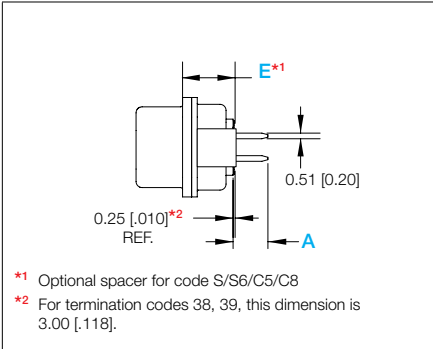 E*1
0.51 [0.20]
0.25 [.010]*2
REF.
A
*1 Optional spacer for code S/S6/C5/C8
*2 For termination codes 38, 39, this dimension is
3.00 [.118].